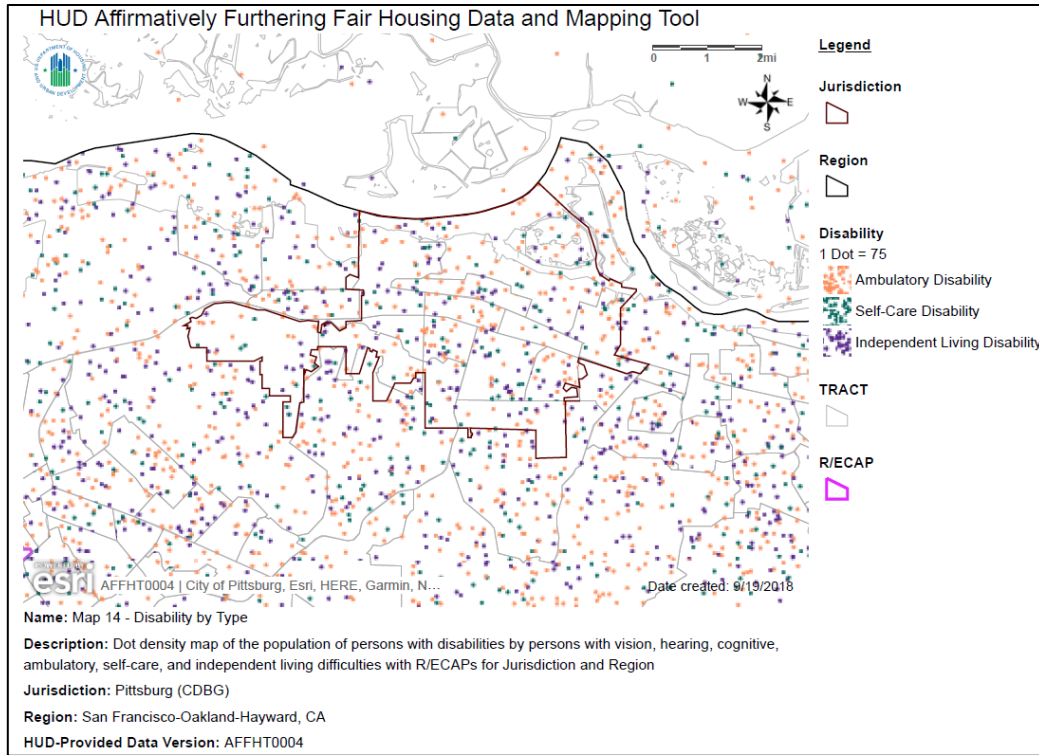 HUD Affirmatively Furthering Fair Housing Data and Mapping Tool
0 1 2mi
N
W E
S
Legend
Jurisdiction
Region
Disability
1 Dot = 75
Ambulatory Disability
Self-Care Disability
Independent Living Disability
TRACT
R/ECAP
esri
AFFHT0004 | City of Pittsburg, Esri, HERE, Garmin, N...
Date created: 9/19/2018
Name: Map 14 - Disability by Type
Description: Dot density map of the population of persons with disabilities by persons with vision, hearing, cognitive,
ambulatory, self-care, and independent living difficulties with R/ECAPs for Jurisdiction and Region
Jurisdiction: Pittsburg (CDBG)
Region: San Francisco-Oakland-Hayward, CA
HUD-Provided Data Version: AFFHT0004